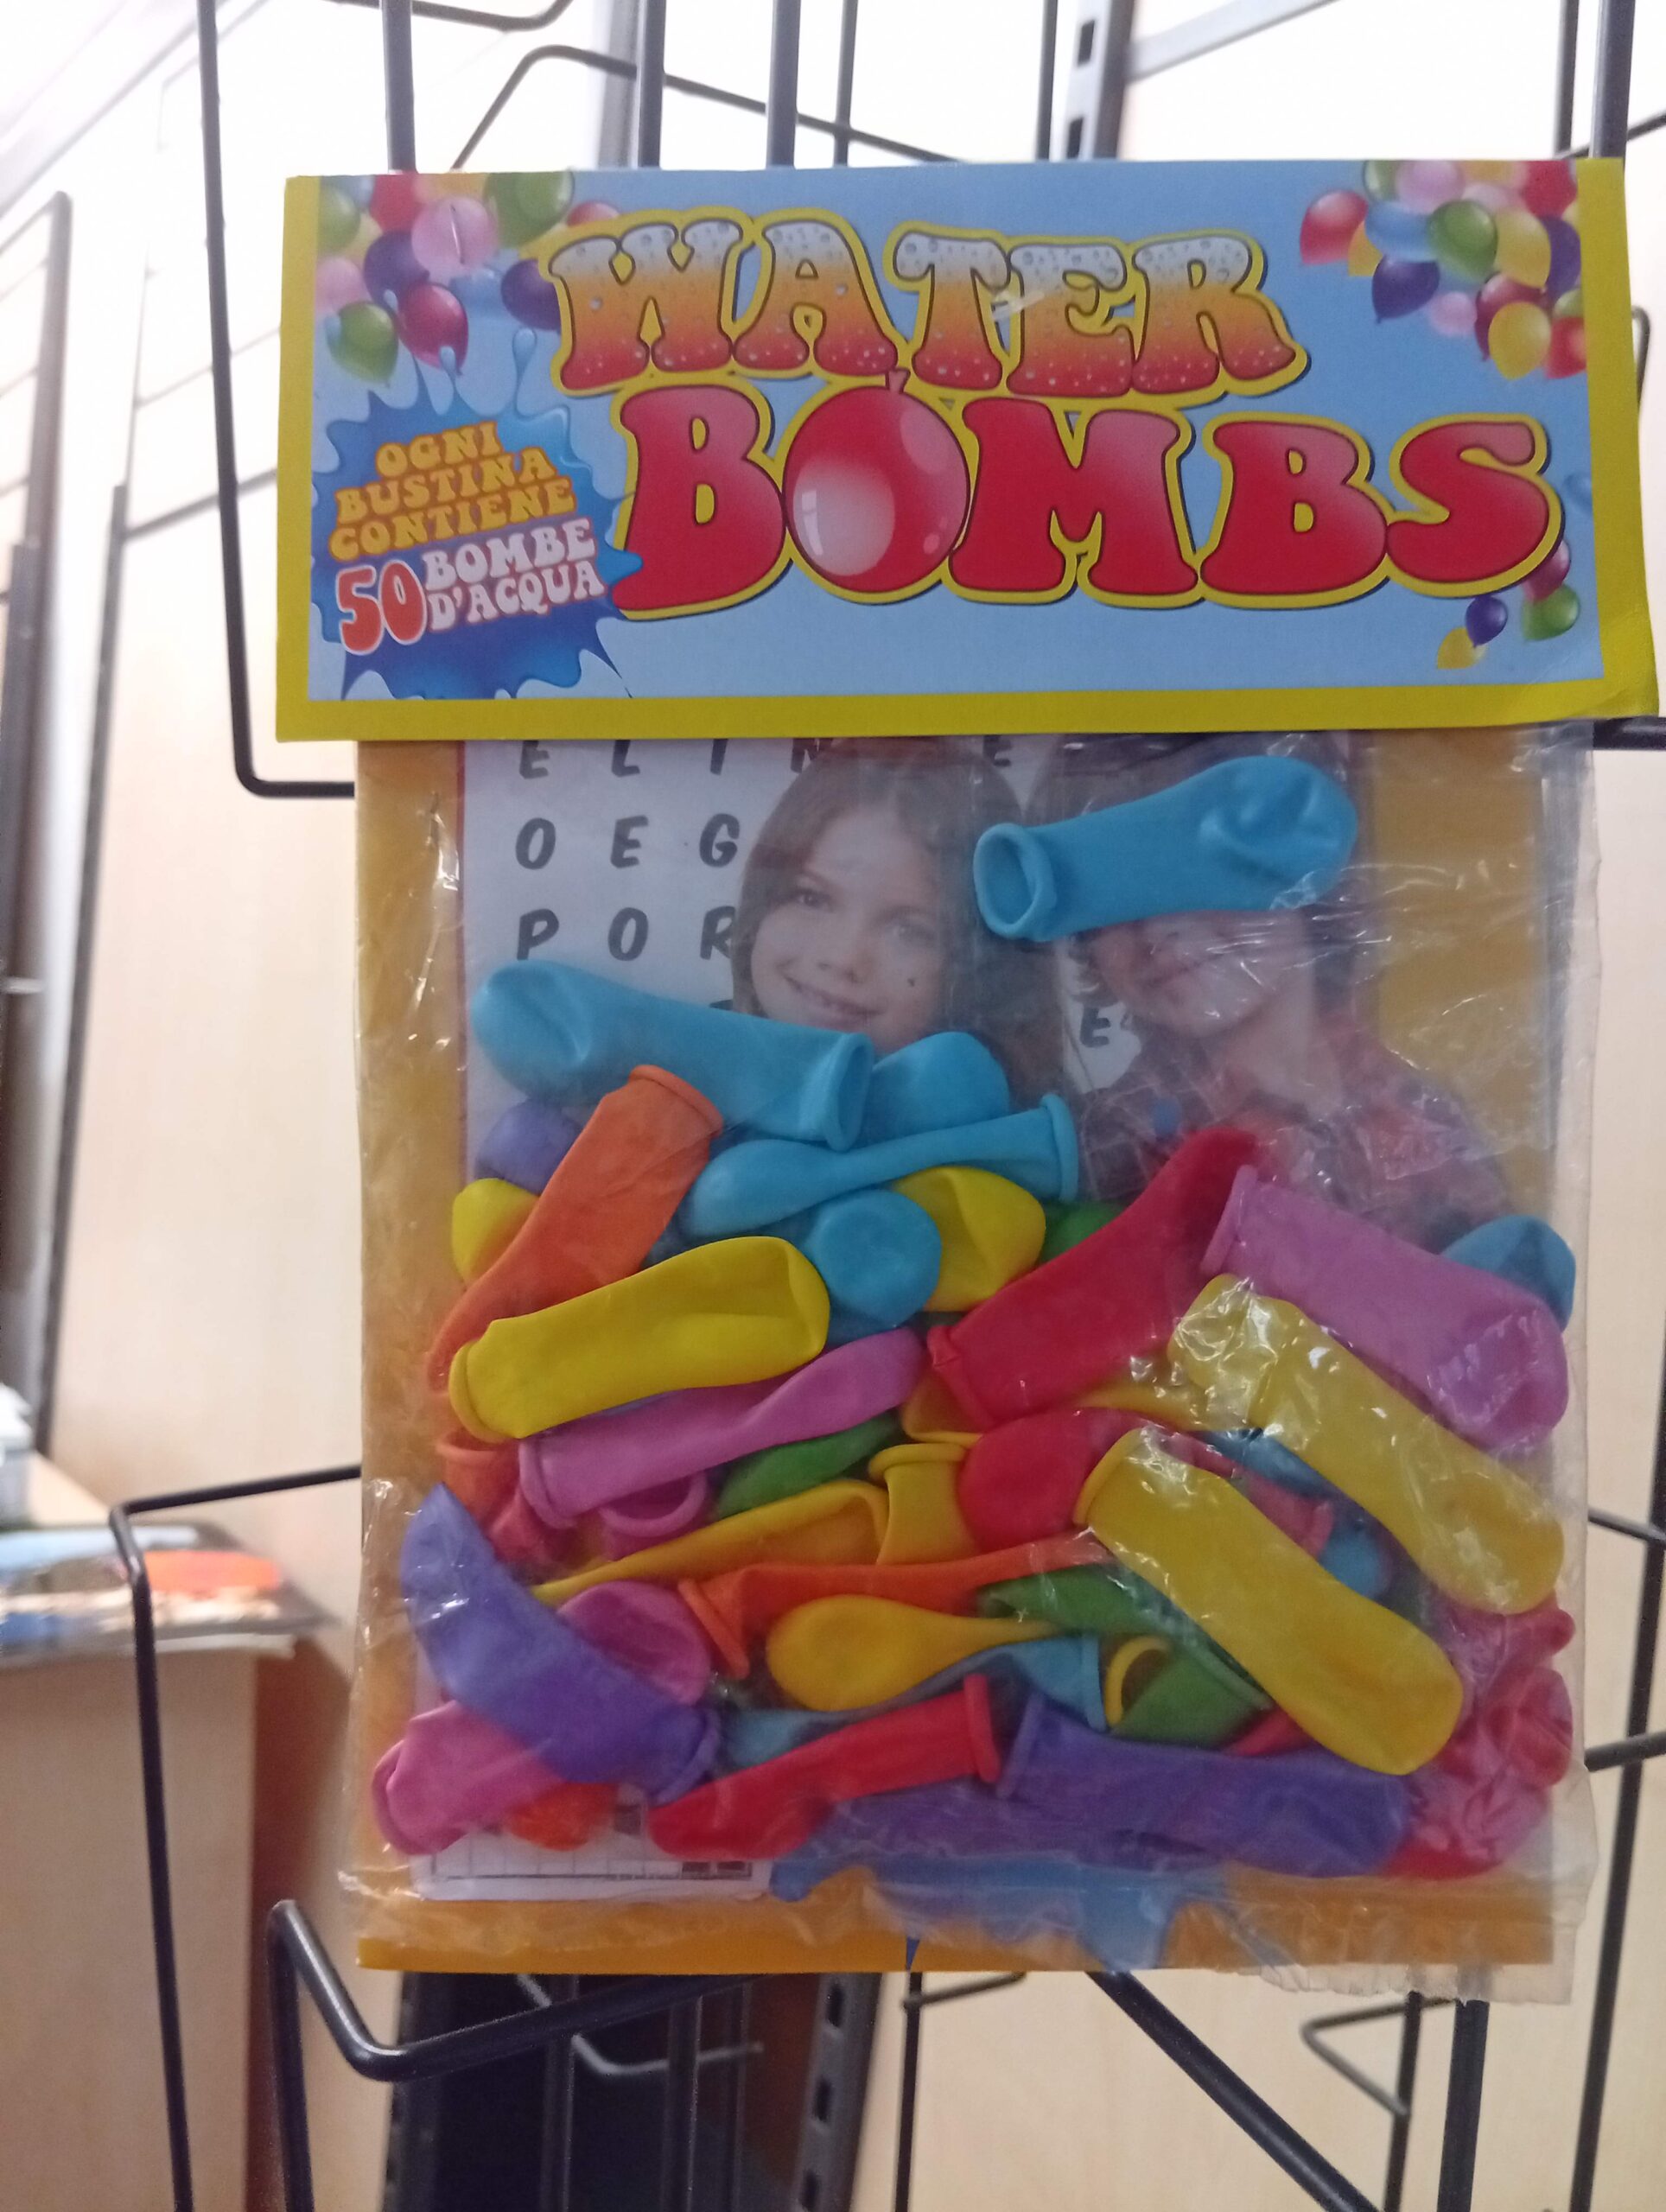 WATER
BOMBS
OGNI
BUSTINA
CONTIENE
50 BOMBE
D'ACQUA
E L I N E
O E G
P O R
E